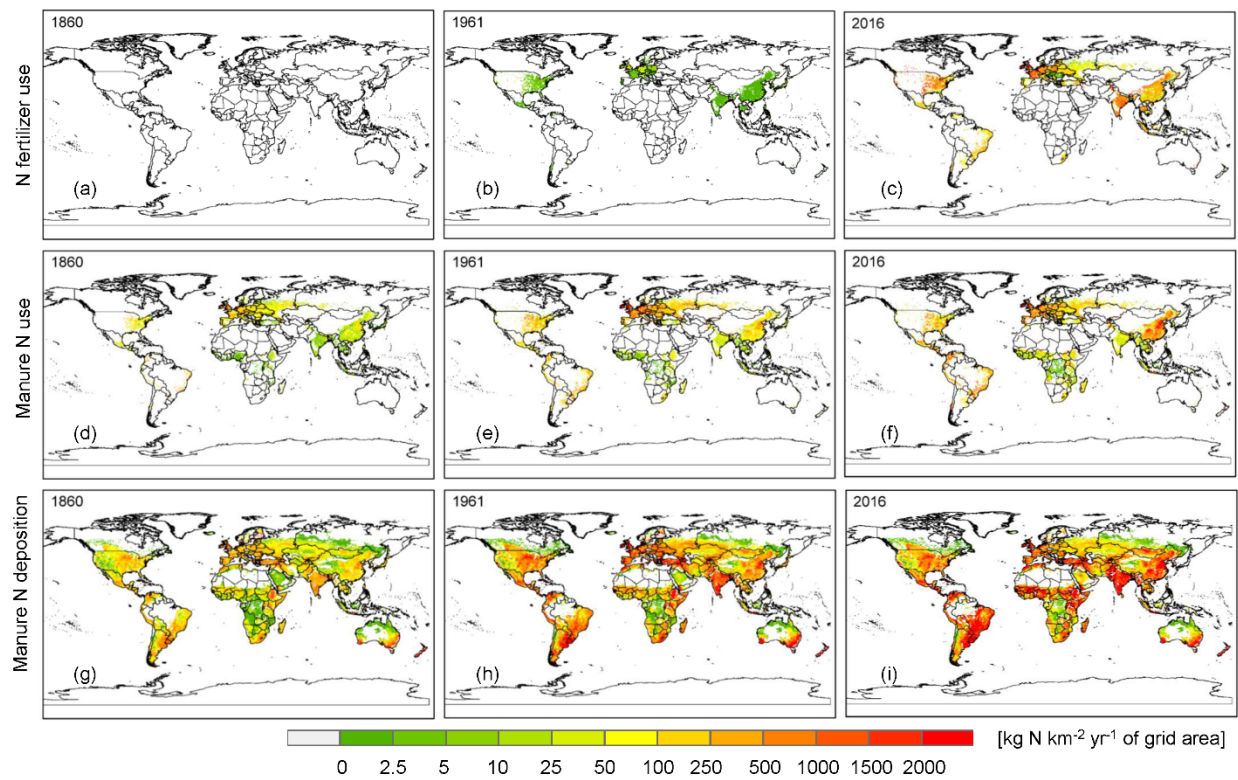 N fertilizer use
1860
(a)
1961
(b)
2016
(c)
Manure N use
1860
(d)
1961
(e)
2016
(f)
Manure N deposition
1860
(g)
1961
(h)
2016
(i)
0 2.5 5 10 25 50 100 250 500 1000 1500 2000 [kg N km⁻² yr⁻¹ of grid area]